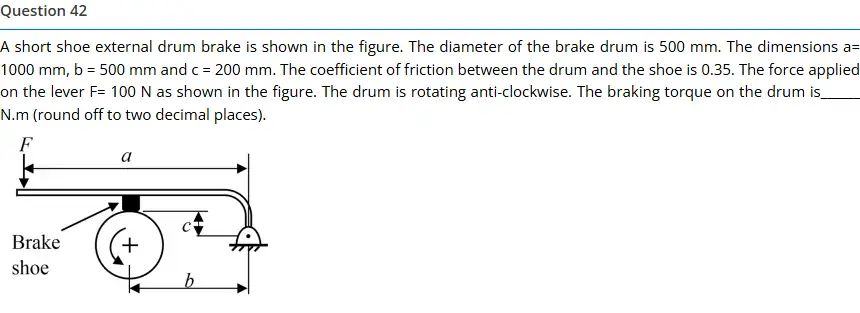 Question 42
A short shoe external drum brake is shown in the figure. The diameter of the brake drum is 500 mm. The dimensions a=
1000 mm, b = 500 mm and c = 200 mm. The coefficient of friction between the drum and the shoe is 0.35. The force applied
on the lever F= 100 N as shown in the figure. The drum is rotating anti-clockwise. The braking torque on the drum is_____
N.m (round off to two decimal places).
F
a
c
Brake
shoe
b